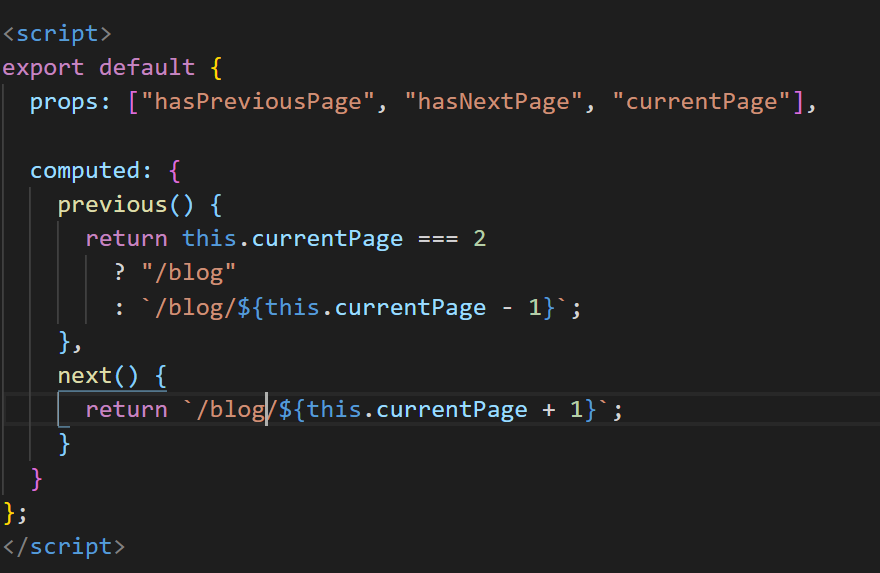 <script>
export default {
  props: ["hasPreviousPage", "hasNextPage", "currentPage"],

  computed: {
    previous() {
      return this.currentPage === 2
        ? "/blog"
        : `/blog/${this.currentPage - 1}`;
    },
    next() {
      return `/blog/${this.currentPage + 1}`;
    }
  }
};
</script>